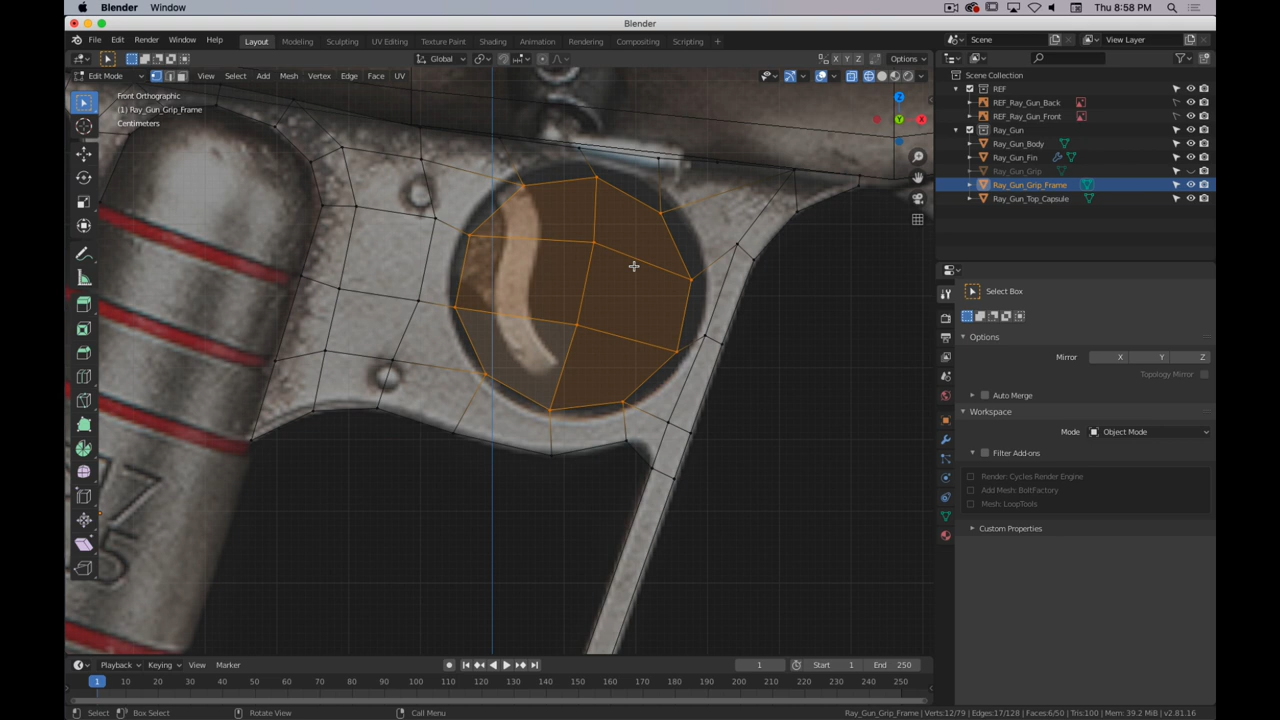 Blender Window Thu 8:58 PM
Blender
File Edit Render Window Help Layout Modeling Sculpting UV Editing Texture Paint Shading Animation Rendering Compositing Scripting + Scene View Layer
Global X Y Z Options
Edit Mode View Select Add Mesh Vertex Edge Face UV
Front Orthographic
(1) Ray_Gun_Grip_Frame
Centimeters
Scene Collection
REF
REF_Ray_Gun_Back
REF_Ray_Gun_Front
Ray_Gun
Ray_Gun_Body
Ray_Gun_Fin
Ray_Gun_Grip
Ray_Gun_Grip_Frame
Ray_Gun_Top_Capsule
Select Box
Options
Mirror X Y Z
Topology Mirror
Auto Merge
Workspace
Mode Object Mode
Filter Add-ons
Render: Cycles Render Engine
Add Mesh: BoltFactory
Mesh: LoopTools
Custom Properties
77
5
Playback Keying View Marker 1 Start 1 End 250
1 10 20 30 40 50 60 70 80 90 100 110 120 130 140 150 160 170 180 190 200 210 220 230 240 250
Select Box Select Rotate View Call Menu Ray_Gun_Grip_Frame | Verts:12/79 | Edges:17/128 | Faces:6/50 | Tris:100 | Mem: 39.2 MiB | v2.81.16